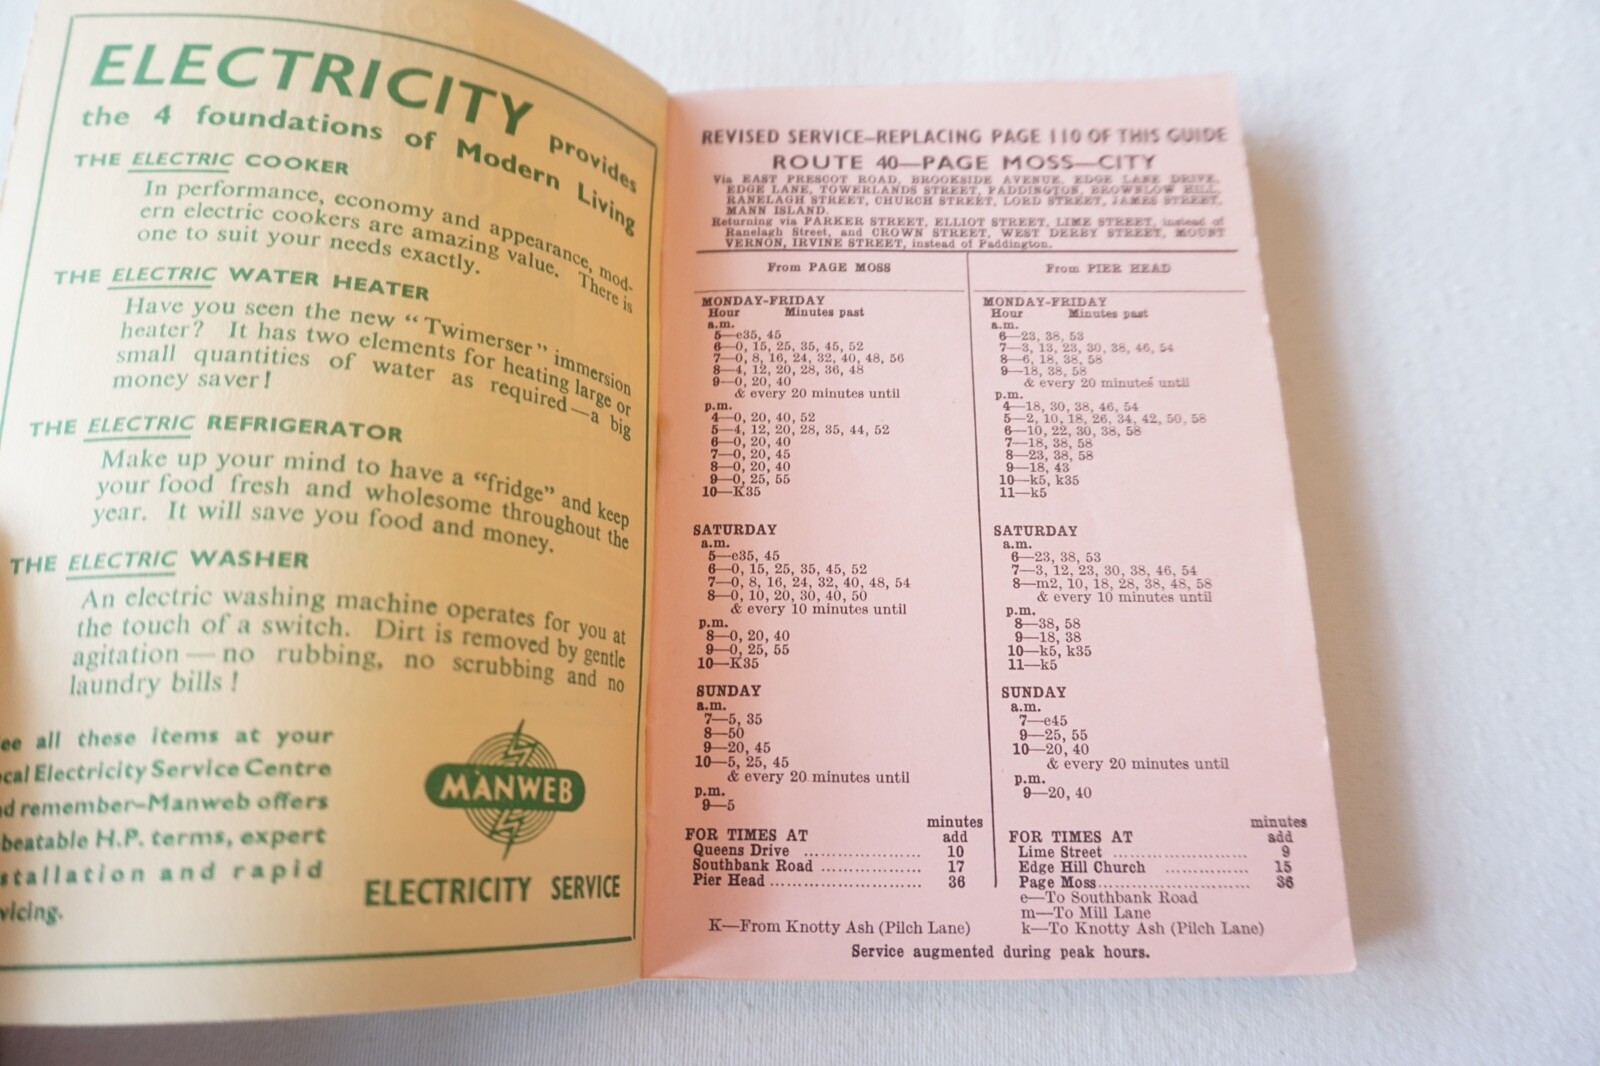 ELECTRICITY provides
the 4 foundations of Modern Living
THE ELECTRIC COOKER
In performance, economy and appearance, mod-
ern electric cookers are amazing value. There is
one to suit your needs exactly.
THE ELECTRIC WATER HEATER
Have you seen the new "Twimerser" immersion
heater? It has two elements for heating large or
small quantities of water as required—a big
money saver!
THE ELECTRIC REFRIGERATOR
Make up your mind to have a "fridge" and keep
your food fresh and wholesome throughout the
year. It will save you food and money.
THE ELECTRIC WASHER
An electric washing machine operates for you at
the touch of a switch. Dirt is removed by gentle
agitation—no rubbing, no scrubbing and no
laundry bills!
ee all these items at your
cal Electricity Service Centre
d remember—Manweb offers
beatable H.P. terms, expert
stallation and rapid
vicing.
MANWEB
ELECTRICITY SERVICE
REVISED SERVICE—REPLACING PAGE 110 OF THIS GUIDE
ROUTE 40—PAGE MOSS—CITY
Via EAST PRESCOT ROAD, BROOKSIDE AVENUE, EDGE LANE DRIVE,
EDGE LANE, TOWERLANDS STREET, PADDINGTON, BROWNLOW HILL,
RANELAGH STREET, CHURCH STREET, LORD STREET, JAMES STREET,
MANN ISLAND.
Returning via PARKER STREET, ELLIOT STREET, LIME STREET, instead of
Ranelagh Street, and CROWN STREET, WEST DERBY STREET, MOUNT
VERNON, IRVINE STREET, instead of Paddington.
From PAGE MOSS
MONDAY-FRIDAY
Hour Minutes past
a.m.
5—e35, 45
6—0, 15, 25, 35, 45, 52
7—0, 8, 16, 24, 32, 40, 48, 56
8—4, 12, 20, 28, 36, 48
9—0, 20, 40
& every 20 minutes until
p.m.
4—0, 20, 40, 52
5—4, 12, 20, 28, 35, 44, 52
6—0, 20, 40
7—0, 20, 45
8—0, 20, 40
9—0, 25, 55
10—K35
SATURDAY
a.m.
5—e35, 45
6—0, 15, 25, 35, 45, 52
7—0, 8, 16, 24, 32, 40, 48, 54
8—0, 10, 20, 30, 40, 50
& every 10 minutes until
p.m.
8—0, 20, 40
9—0, 25, 55
10—K35
SUNDAY
a.m.
7—5, 35
8—50
9—20, 45
10—5, 25, 45
& every 20 minutes until
p.m.
9—5
minutes
FOR TIMES AT add
Queens Drive .................... 10
Southbank Road ................. 17
Pier Head ......................... 36
K—From Knotty Ash (Pilch Lane)
From PIER HEAD
MONDAY-FRIDAY
Hour Minutes past
a.m.
6—23, 38, 53
7—3, 13, 23, 30, 38, 46, 54
8—6, 18, 38, 58
9—18, 38, 58
& every 20 minutes until
p.m.
4—18, 30, 38, 46, 54
5—2, 10, 18, 26, 34, 42, 50, 58
6—10, 22, 30, 38, 58
7—18, 38, 58
8—23, 38, 58
9—18, 43
10—k5, k35
11—k5
SATURDAY
a.m.
6—23, 38, 53
7—3, 12, 23, 30, 38, 46, 54
8—m2, 10, 18, 28, 38, 48, 58
& every 10 minutes until
p.m.
8—38, 58
9—18, 38
10—k5, k35
11—k5
SUNDAY
a.m.
7—e45
9—25, 55
10—20, 40
& every 20 minutes until
p.m.
9—20, 40
minutes
FOR TIMES AT add
Lime Street ....................... 9
Edge Hill Church .............. 15
Page Moss......................... 36
e—To Southbank Road
m—To Mill Lane
k—To Knotty Ash (Pilch Lane)
Service augmented during peak hours.